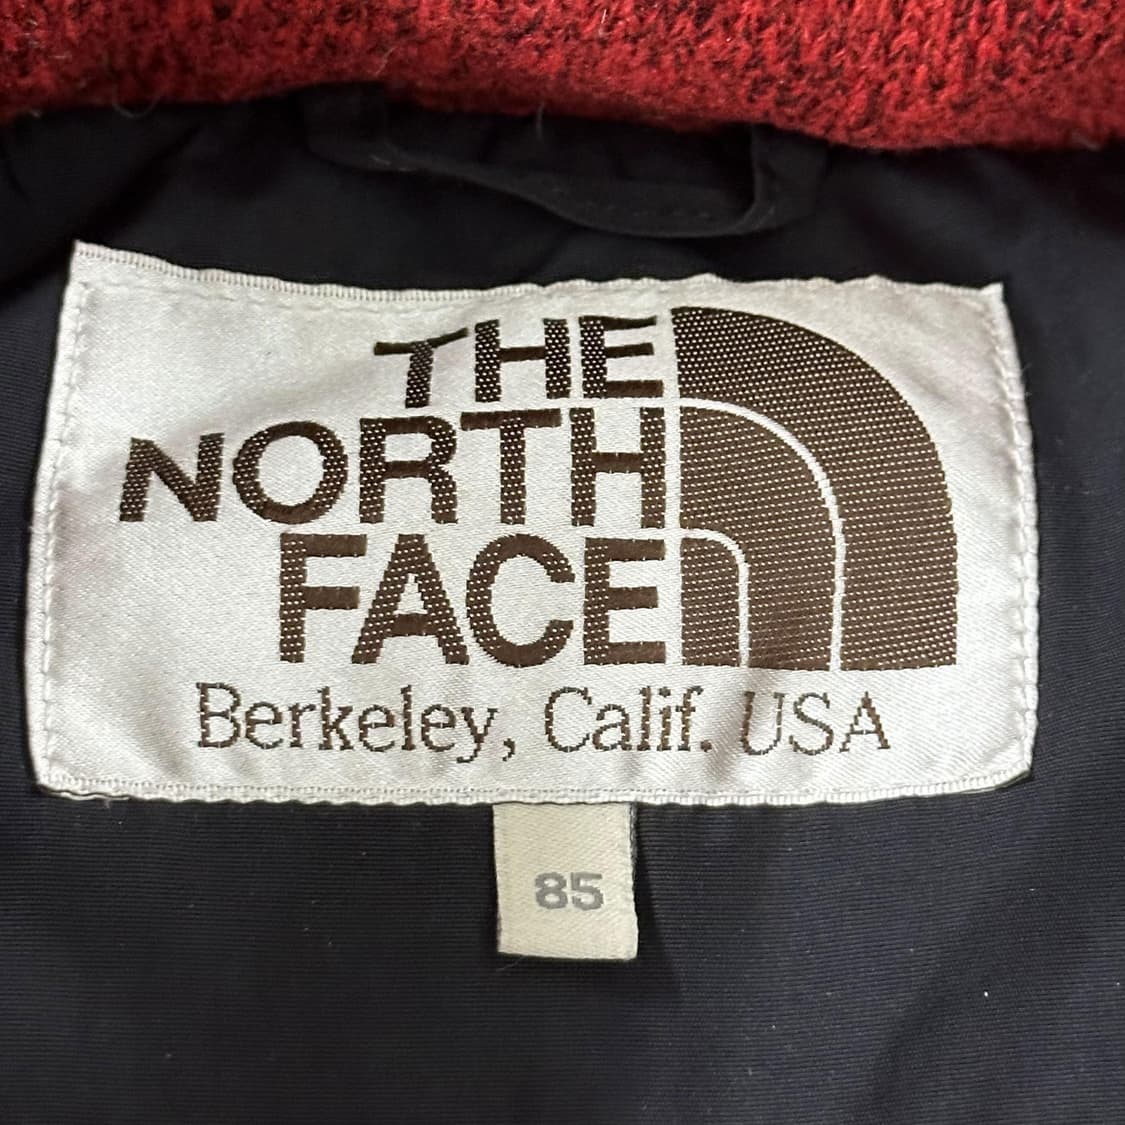 THE
NORTH
FACE
Berkeley, Calif. USA
85